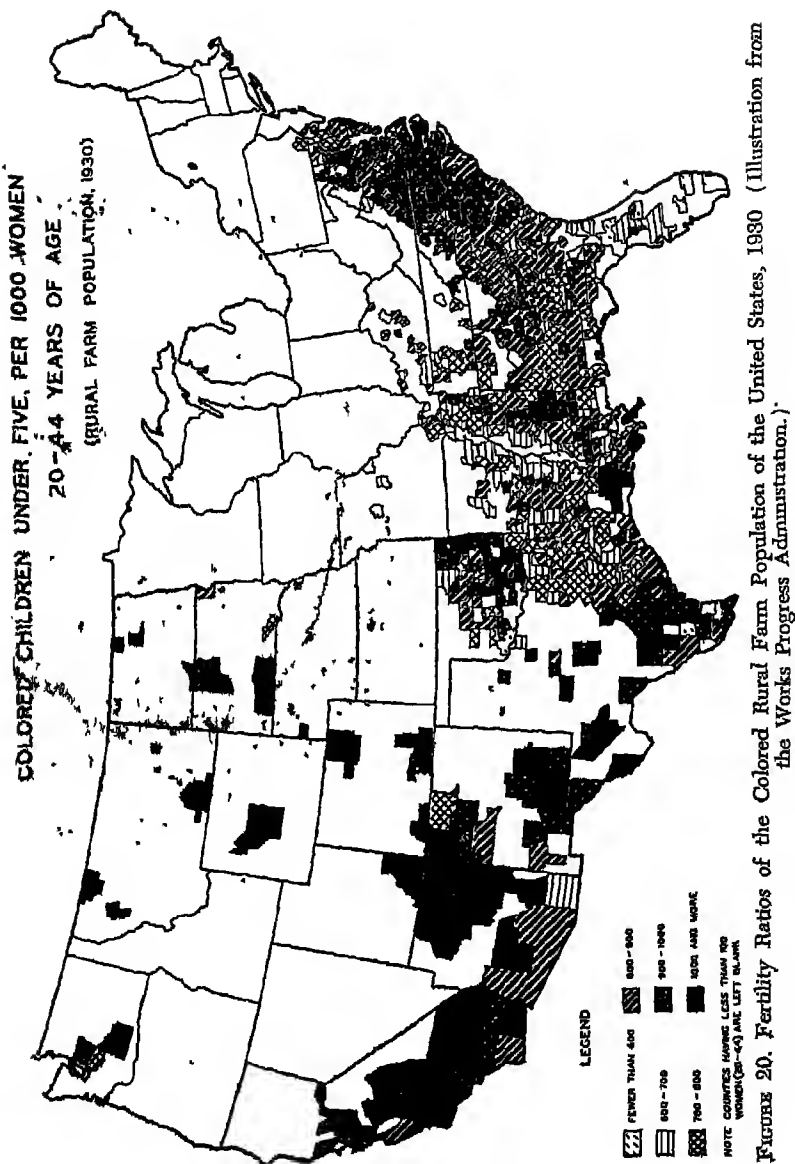 COLORED CHILDREN UNDER FIVE, PER 1000 WOMEN
20-44 YEARS OF AGE
(RURAL FARM POPULATION, 1930)
LEGEND
FEWER THAN 600
600-700
700-800
800-900
900-1000
1000 AND MORE
NOTE COUNTIES HAVING LESS THAN 100
WOMEN (20-44) ARE LEFT BLANK
FIGURE 20. Fertility Ratios of the Colored Rural Farm Population of the United States, 1930 (Illustration from
the Works Progress Administration.)